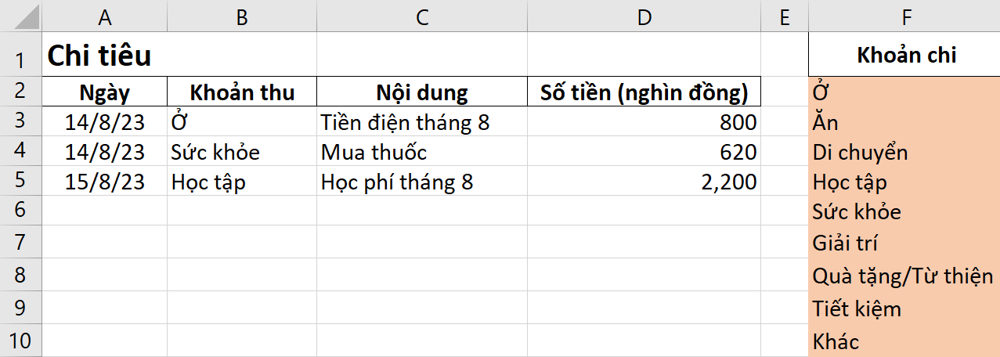 A B C D E F
1 Chi tiêu Khoản chi
2 Ngày Khoản thu Nội dung Số tiền (nghìn đồng) Ở
3 14/8/23 Ở Tiền điện tháng 8 800 Ăn
4 14/8/23 Sức khỏe Mua thuốc 620 Di chuyển
5 15/8/23 Học tập Học phí tháng 8 2,200 Học tập
6 Sức khỏe
7 Giải trí
8 Quà tặng/Từ thiện
9 Tiết kiệm
10 Khác